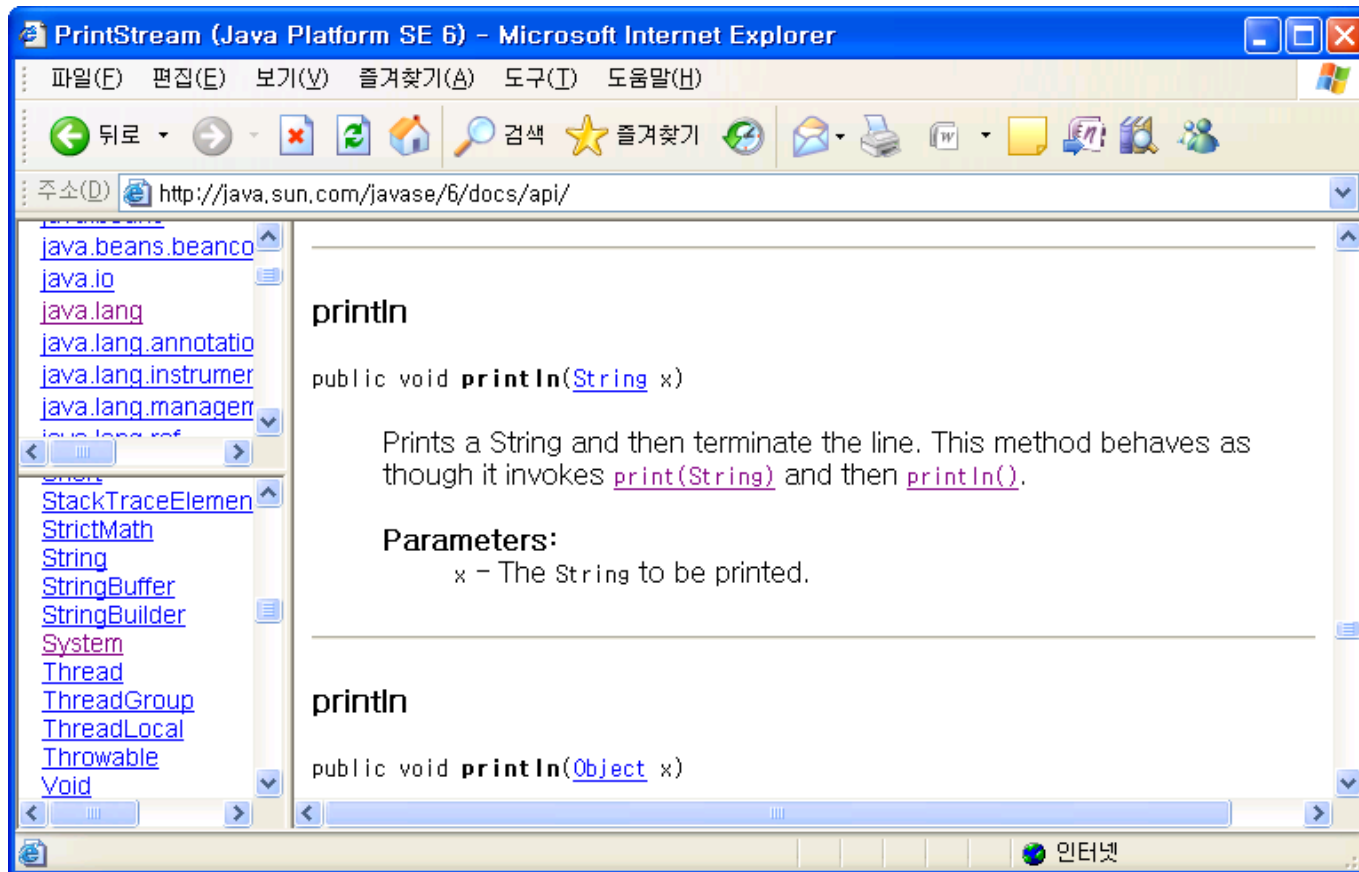 PrintStream (Java Platform SE 6) - Microsoft Internet Explorer
파일(F) 편집(E) 보기(V) 즐겨찾기(A) 도구(T) 도움말(H)
뒤로 검색 즐겨찾기
주소(D) http://java.sun.com/javase/6/docs/api/
java.beans.beanco
java.io
java.lang
java.lang.annotatio
java.lang.instrumer
java.lang.managem
java.lang.ref
Short
StackTraceElemen
StrictMath
String
StringBuffer
StringBuilder
System
Thread
ThreadGroup
ThreadLocal
Throwable
Void
println
public void println(String x)
Prints a String and then terminate the line. This method behaves as
though it invokes print(String) and then println().
Parameters:
x - The String to be printed.
println
public void println(Object x)
인터넷